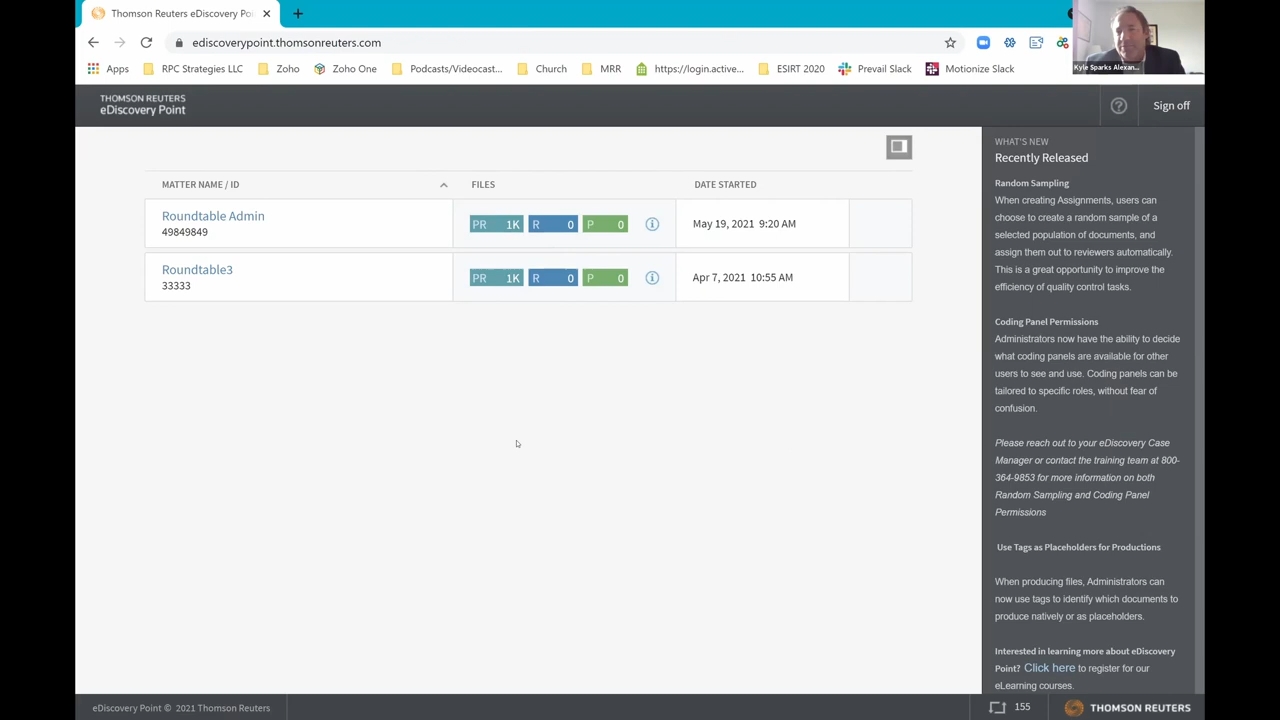 Thomson Reuters eDiscovery Poi
ediscoverypoint.thomsonreuters.com
Apps
RPC Strategies LLC
Zoho
Zoho One
Podcasts/Videocast...
Church
MRR
https://login.active...
ESIRT 2020
Prevail Slack
Motionize Slack
Kyle Sparks Alexan...
THOMSON REUTERS
eDiscovery Point
Sign off
MATTER NAME / ID
FILES
DATE STARTED
Roundtable Admin
49849849
PR 1K R 0 P 0
May 19, 2021 9:20 AM
Roundtable3
33333
PR 1K R 0 P 0
Apr 7, 2021 10:55 AM
WHAT'S NEW
Recently Released
Random Sampling
When creating Assignments, users can
choose to create a random sample of a
selected population of documents, and
assign them out to reviewers automatically.
This is a great opportunity to improve the
efficiency of quality control tasks.
Coding Panel Permissions
Administrators now have the ability to decide
what coding panels are available for other
users to see and use. Coding panels can be
tailored to specific roles, without fear of
confusion.
Please reach out to your eDiscovery Case
Manager or contact the training team at 800-
364-9853 for more information on both
Random Sampling and Coding Panel
Permissions
Use Tags as Placeholders for Productions
When producing files, Administrators can
now use tags to identify which documents to
produce natively or as placeholders.
Interested in learning more about eDiscovery
Point? Click here to register for our
eLearning courses.
eDiscovery Point © 2021 Thomson Reuters
155
THOMSON REUTERS